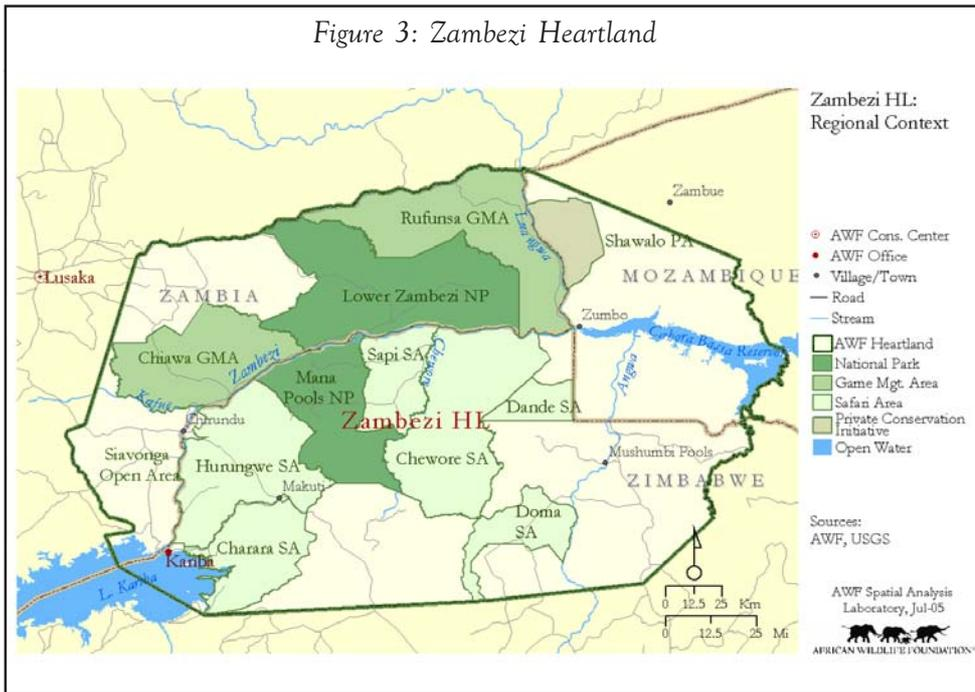 Figure 3: Zambezi Heartland
Zambezi HL:
Regional Context
Zambue
Rufunsa GMA
Luangwa
Shawalo PA
AWF Cons. Center
AWF Office
Village/Town
Road
Stream
AWF Heartland
National Park
Game Mgt. Area
Safari Area
Private Conservation
Initiative
Open Water
Lusaka
ZAMBIA
MOZAMBIQUE
Lower Zambezi NP
Zumbo
Cabora Bassa Reservo
Chiawa GMA
Zambezi
Sapi SA
Chewore
Angwa
Mana
Pools NP
Kafue
Chirundu
Zambezi HL
Dande SA
Siavonga
Open Area
Hurungwe SA
Makuti
Chewore SA
Mushumbi Pools
ZIMBABWE
Doma
SA
Charara SA
Kariba
L. Kariba
Sources:
AWF, USGS
0 12.5 25 Km
0 12.5 25 Mi
AWF Spatial Analysis
Laboratory, Jul-05
AFRICAN WILDLIFE FOUNDATION